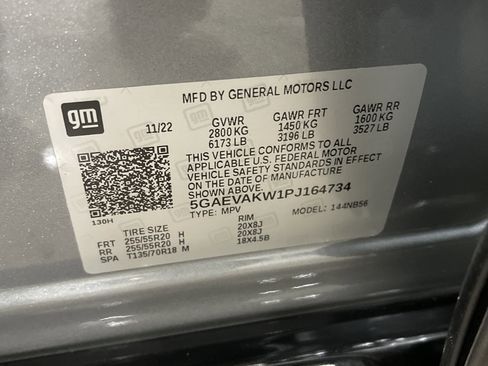 MFD BY GENERAL MOTORS LLC
gm
11/22 GVWR GAWR FRT GAWR RR
2800 KG 1450 KG 1600 KG
6173 LB 3196 LB 3527 LB
THIS VEHICLE CONFORMS TO ALL
APPLICABLE U.S. FEDERAL MOTOR
VEHICLE SAFETY STANDARDS IN EFFECT
ON THE DATE OF MANUFACTURE SHOWN ABOVE.
5GAEVAKW1PJ164734
130H TYPE: MPV MODEL: 144NB56
TIRE SIZE RIM
FRT 255/55R20 H 20X8J
RR 255/55R20 H 20X8J
SPA T135/70R18 M 18X4.5B